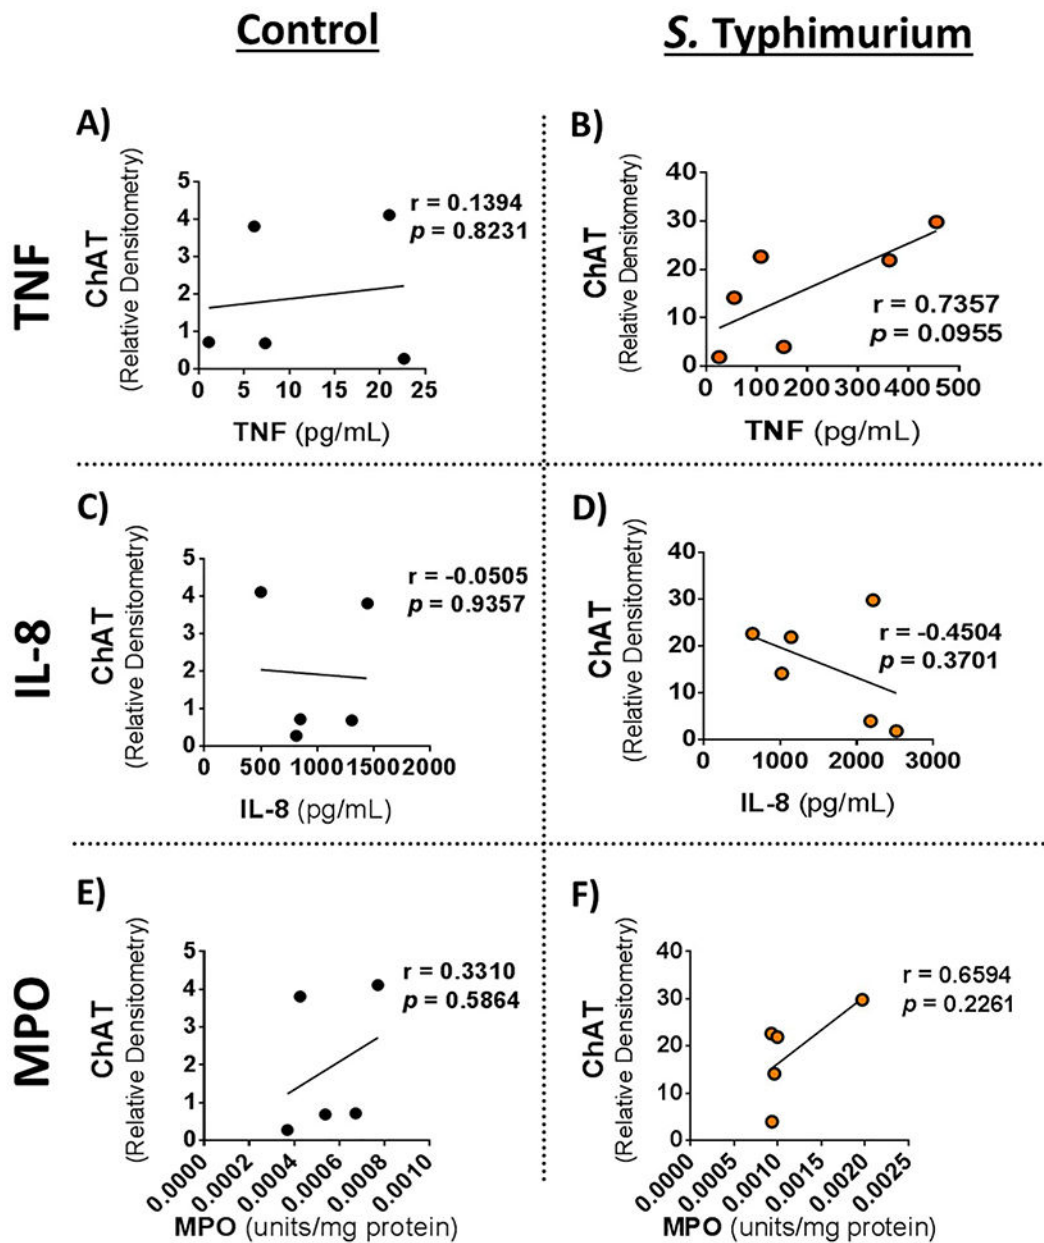 Control
S. Typhimurium
TNF
A)
ChAT
(Relative Densitometry)
5
4
3
2
1
0
0 5 10 15 20 25
TNF (pg/mL)
r = 0.1394
p = 0.8231
B)
ChAT
(Relative Densitometry)
40
30
20
10
0
0 100 200 300 400 500
TNF (pg/mL)
r = 0.7357
p = 0.0955
IL-8
C)
ChAT
(Relative Densitometry)
5
4
3
2
1
0
0 500 1000 1500 2000
IL-8 (pg/mL)
r = -0.0505
p = 0.9357
D)
ChAT
(Relative Densitometry)
40
30
20
10
0
0 1000 2000 3000
IL-8 (pg/mL)
r = -0.4504
p = 0.3701
MPO
E)
ChAT
(Relative Densitometry)
5
4
3
2
1
0
0.0000 0.0002 0.0004 0.0006 0.0008 0.0010
MPO (units/mg protein)
r = 0.3310
p = 0.5864
F)
ChAT
(Relative Densitometry)
40
30
20
10
0
0.0000 0.0005 0.0010 0.0015 0.0020 0.0025
MPO (units/mg protein)
r = 0.6594
p = 0.2261